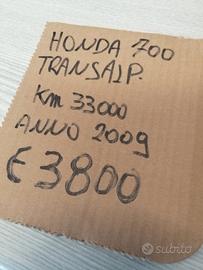 HONDA 700
TRANSALP.
Km 33000
ANNO 2009
€ 3800
subito